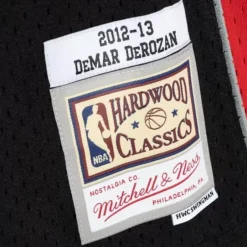 2012-13
DEMAR DEROZAN
HARDWOOD
NBA
CLASSICS
NOSTALGIA CO.
Mitchell & Ness
PHILADELPHIA, PA.